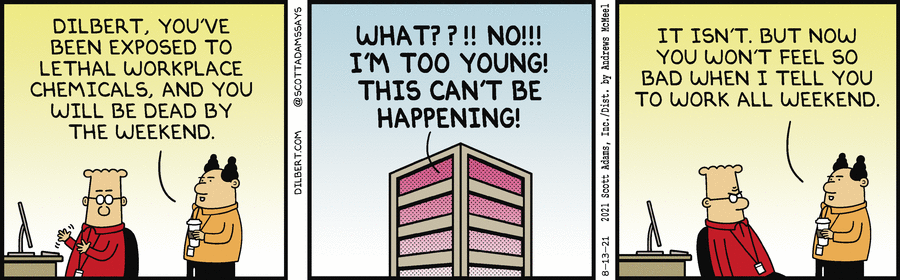 DILBERT, YOU'VE
BEEN EXPOSED TO
LETHAL WORKPLACE
CHEMICALS, AND YOU
WILL BE DEAD BY
THE WEEKEND.
DILBERT.COM @SCOTTADAMSSAYS
WHAT??!! NO!!!
I'M TOO YOUNG!
THIS CAN'T BE
HAPPENING!
8-13-21 2021 Scott Adams, Inc./Dist. by Andrews McMeel
IT ISN'T. BUT NOW
YOU WON'T FEEL SO
BAD WHEN I TELL YOU
TO WORK ALL WEEKEND.